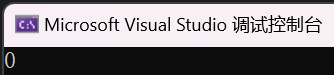 C:\ Microsoft Visual Studio 调试控制台
0